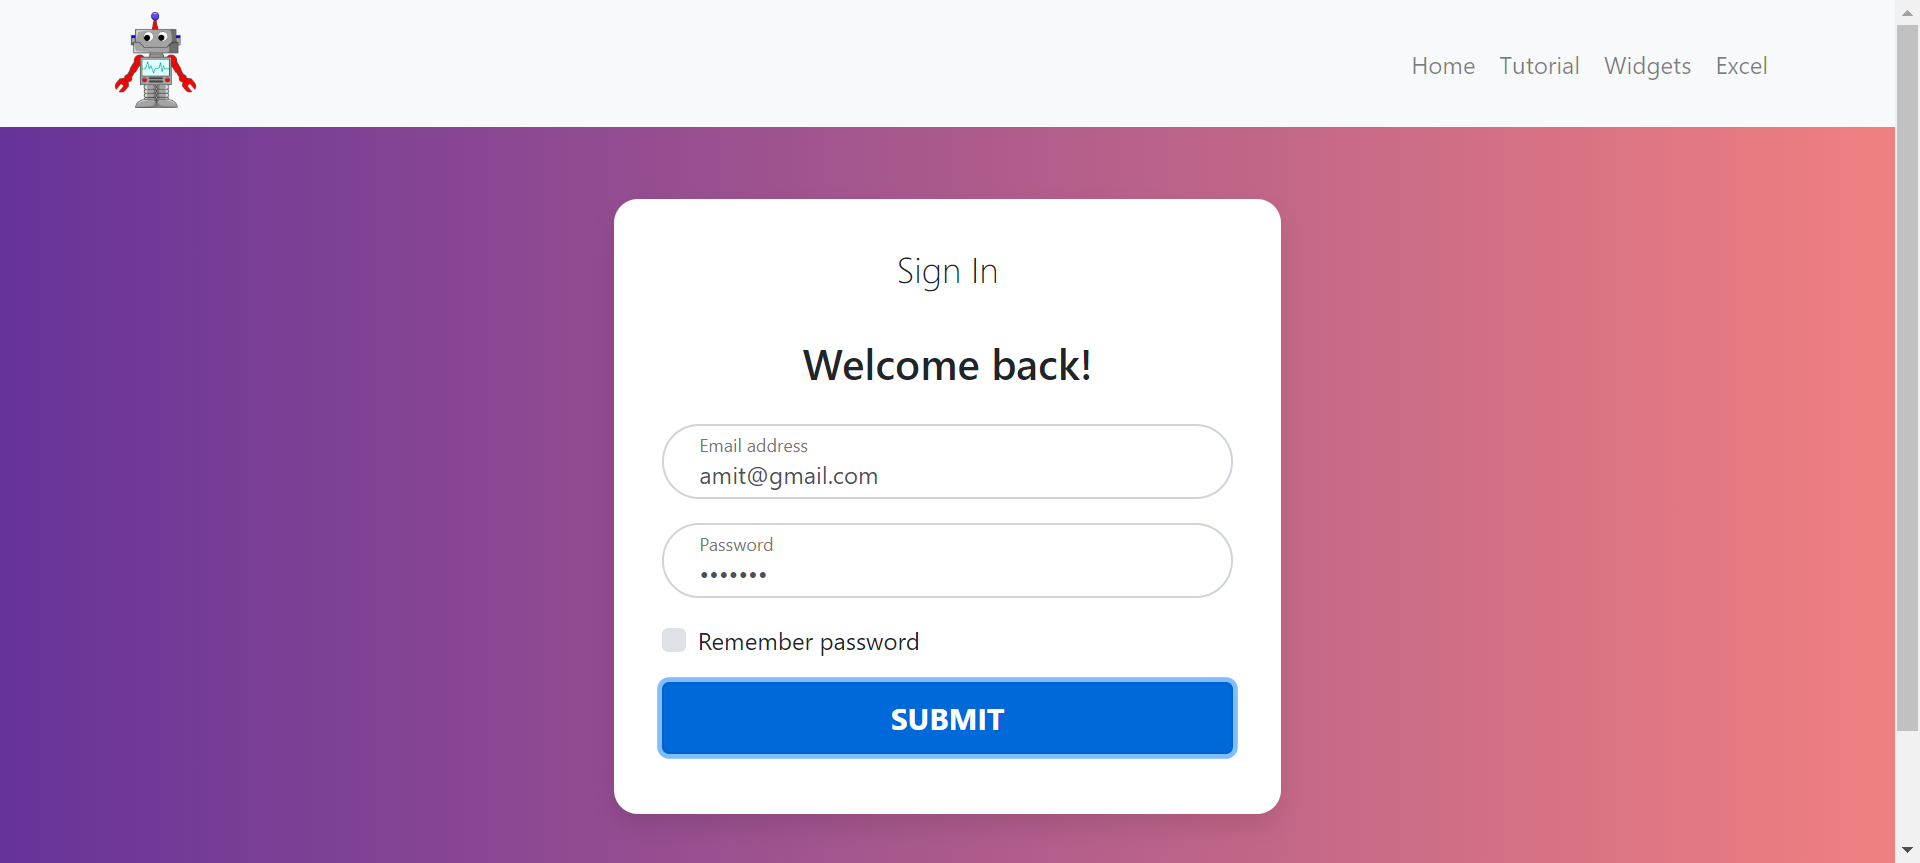 Home Tutorial Widgets Excel
Sign In
Welcome back!
Email address
amit@gmail.com
Password
•••••••
Remember password
SUBMIT